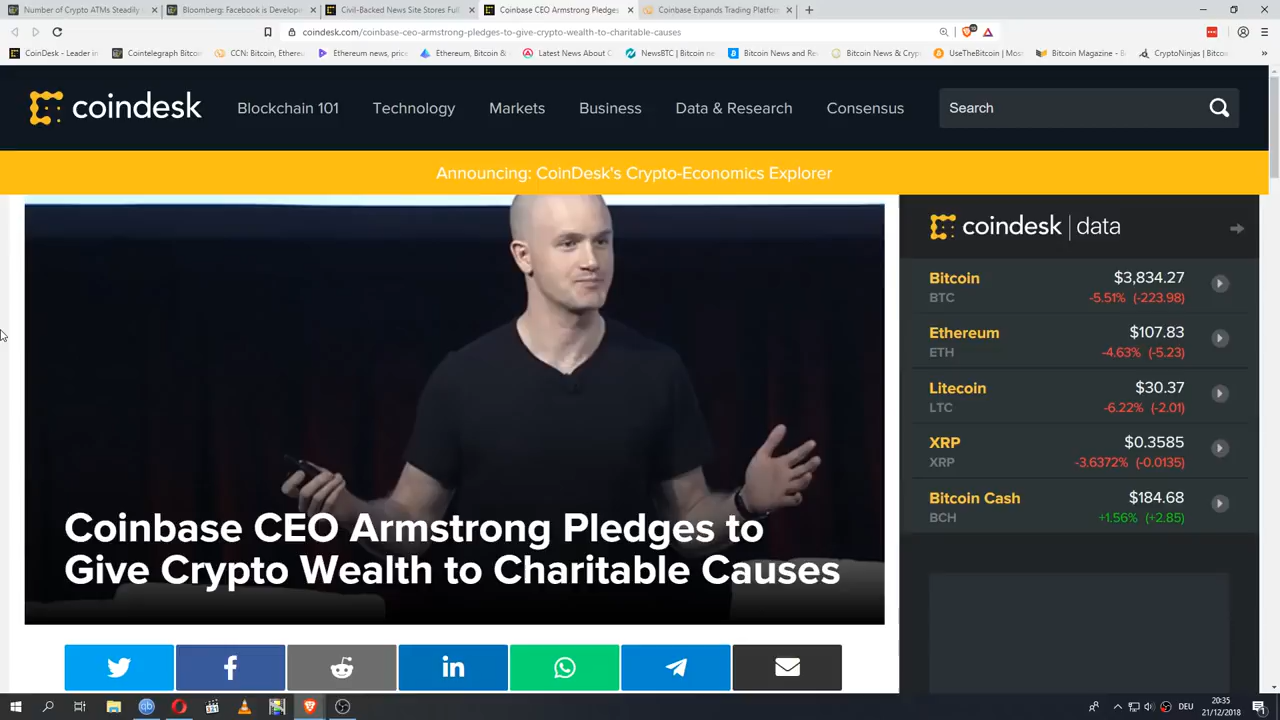 Number of Crypto ATMs Steadily
Bloomberg: Facebook is Develop
Civil-Backed News Site Stores Full
Coinbase CEO Armstrong Pledges
Coinbase Expands Trading Platfor
coindesk.com/coinbase-ceo-armstrong-pledges-to-give-crypto-wealth-to-charitable-causes
CoinDesk - Leader in
Cointelegraph Bitcoin
CCN: Bitcoin, Ethereu
Ethereum news, price
Ethereum, Bitcoin &
Latest News About C
NewsBTC | Bitcoin ne
Bitcoin News and Re
Bitcoin News & Cryp
UseTheBitcoin | Mos
Bitcoin Magazine - Bi
CryptoNinjas | Bitcoi
»
coindesk
Blockchain 101
Technology
Markets
Business
Data & Research
Consensus
Search
Announcing: CoinDesk's Crypto-Economics Explorer
coindesk | data
Bitcoin $3,834.27
BTC -5.51% (-223.98)
Ethereum $107.83
ETH -4.63% (-5.23)
Litecoin $30.37
LTC -6.22% (-2.01)
XRP $0.3585
XRP -3.6372% (-0.0135)
Bitcoin Cash $184.68
BCH +1.56% (+2.85)
Coinbase CEO Armstrong Pledges to
Give Crypto Wealth to Charitable Causes
DEU
20:35
21/12/2018